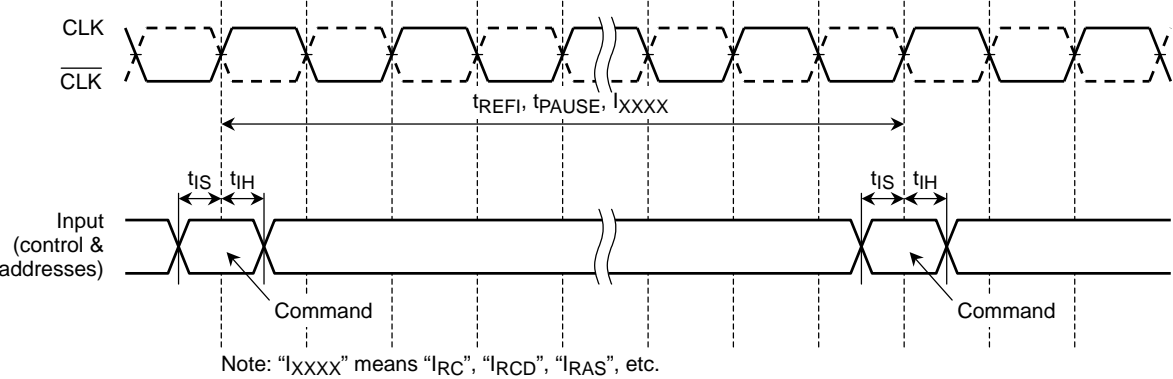 CLK
CLK
tREFI, tPAUSE, IXXXX
tIS
tIH
tIS
tIH
Input
(control &
addresses)
Command
Command
Note: “IXXXX” means “IRC”, “IRCD”, “IRAS”, etc.